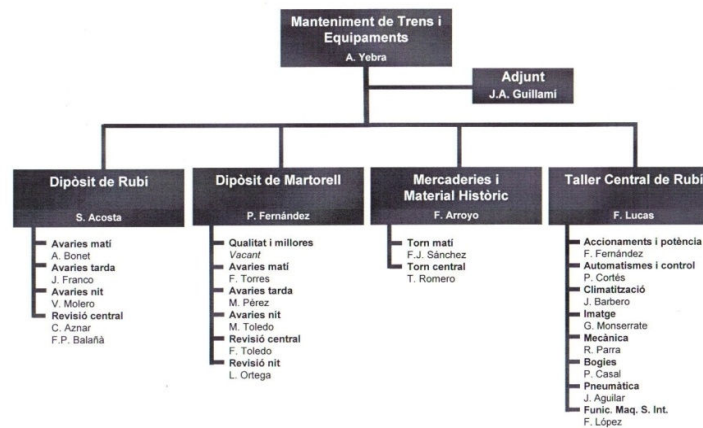 Manteniment de Trens i
Equipaments
A. Yebra
Adjunt
J.A. Guillamí
Dipòsit de Rubí
S. Acosta
Avaries matí
A. Bonet
Avaries tarda
J. Franco
Avaries nit
V. Molero
Revisió central
C. Aznar
F.P. Balañà
Dipòsit de Martorell
P. Fernández
Qualitat i millores
Vacant
Avaries matí
F. Torres
Avaries tarda
M. Pérez
Avaries nit
M. Toledo
Revisió central
F. Toledo
Revisió nit
L. Ortega
Mercaderies i
Material Històric
F. Arroyo
Torn matí
F.J. Sánchez
Torn central
T. Romero
Taller Central de Rubí
F. Lucas
Accionaments i potència
F. Fernández
Automatismes i control
P. Cortés
Climatització
J. Barbero
Imatge
G. Monserrate
Mecànica
R. Parra
Bogies
P. Casal
Pneumàtica
J. Aguilar
Funic. Maq. S. Int.
F. López